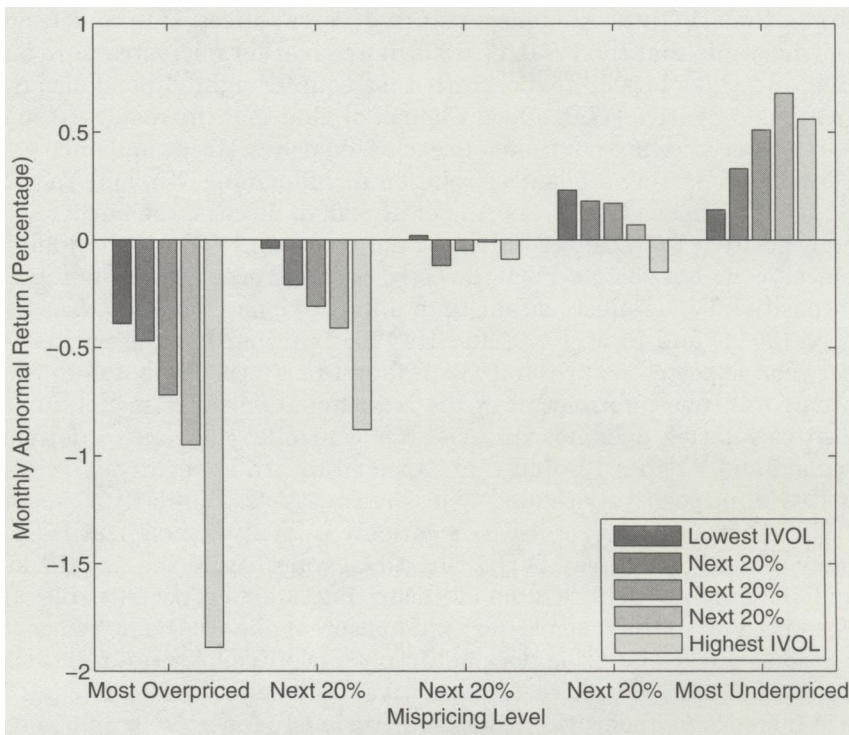 Monthly Abnormal Return (Percentage)
1
0.5
0
−0.5
−1
−1.5
−2
Lowest IVOL
Next 20%
Next 20%
Next 20%
Highest IVOL
Most Overpriced
Next 20%
Next 20%
Next 20%
Most Underpriced
Mispricing Level